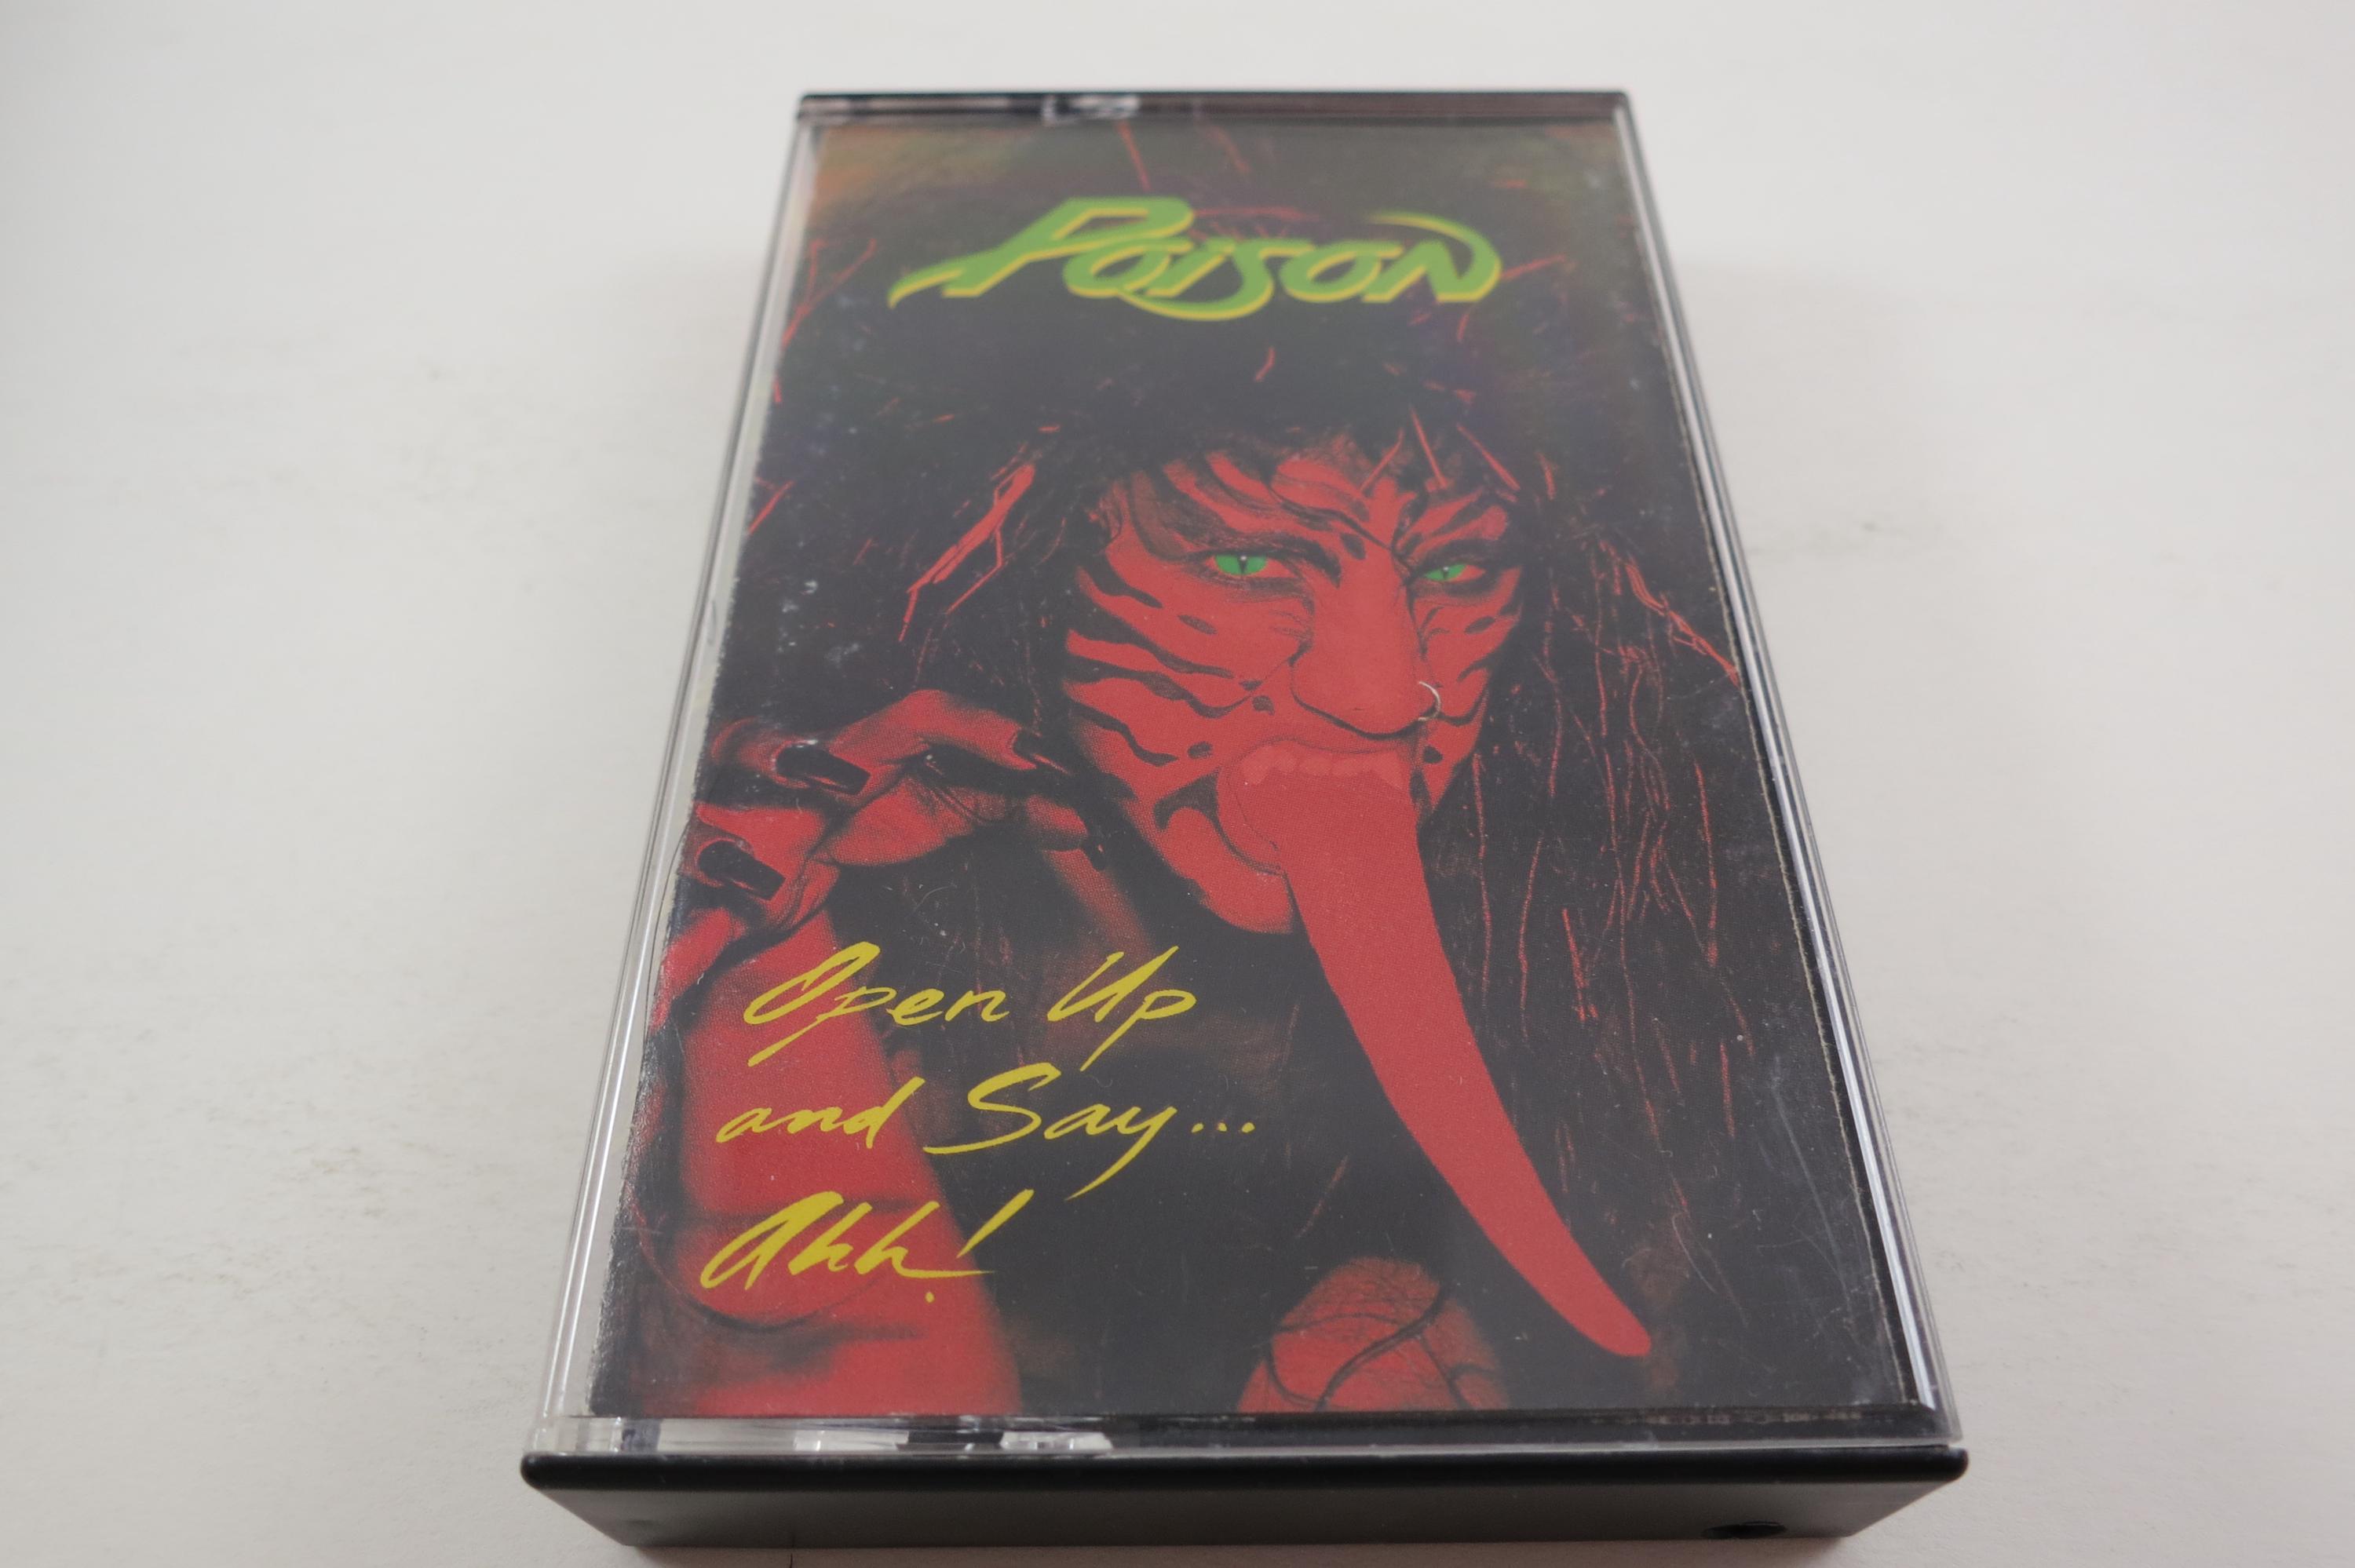 Poison
Open Up
and Say...
Ahh!